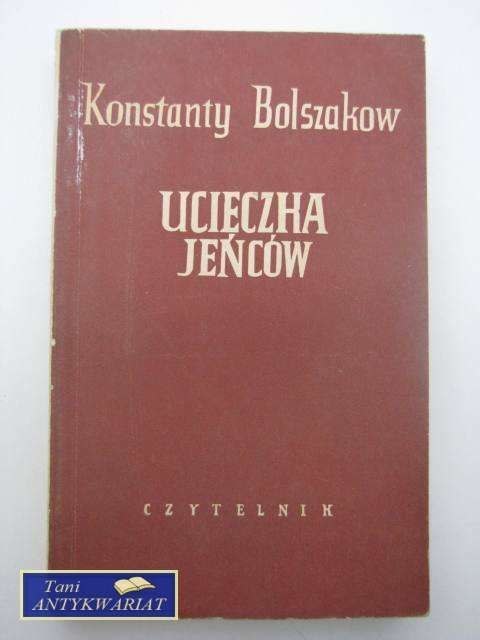 Konstanty Bolszakow
UCIECZKA
JEŃCÓW
CZYTELNIK
Tani
ANTYKWARIAT